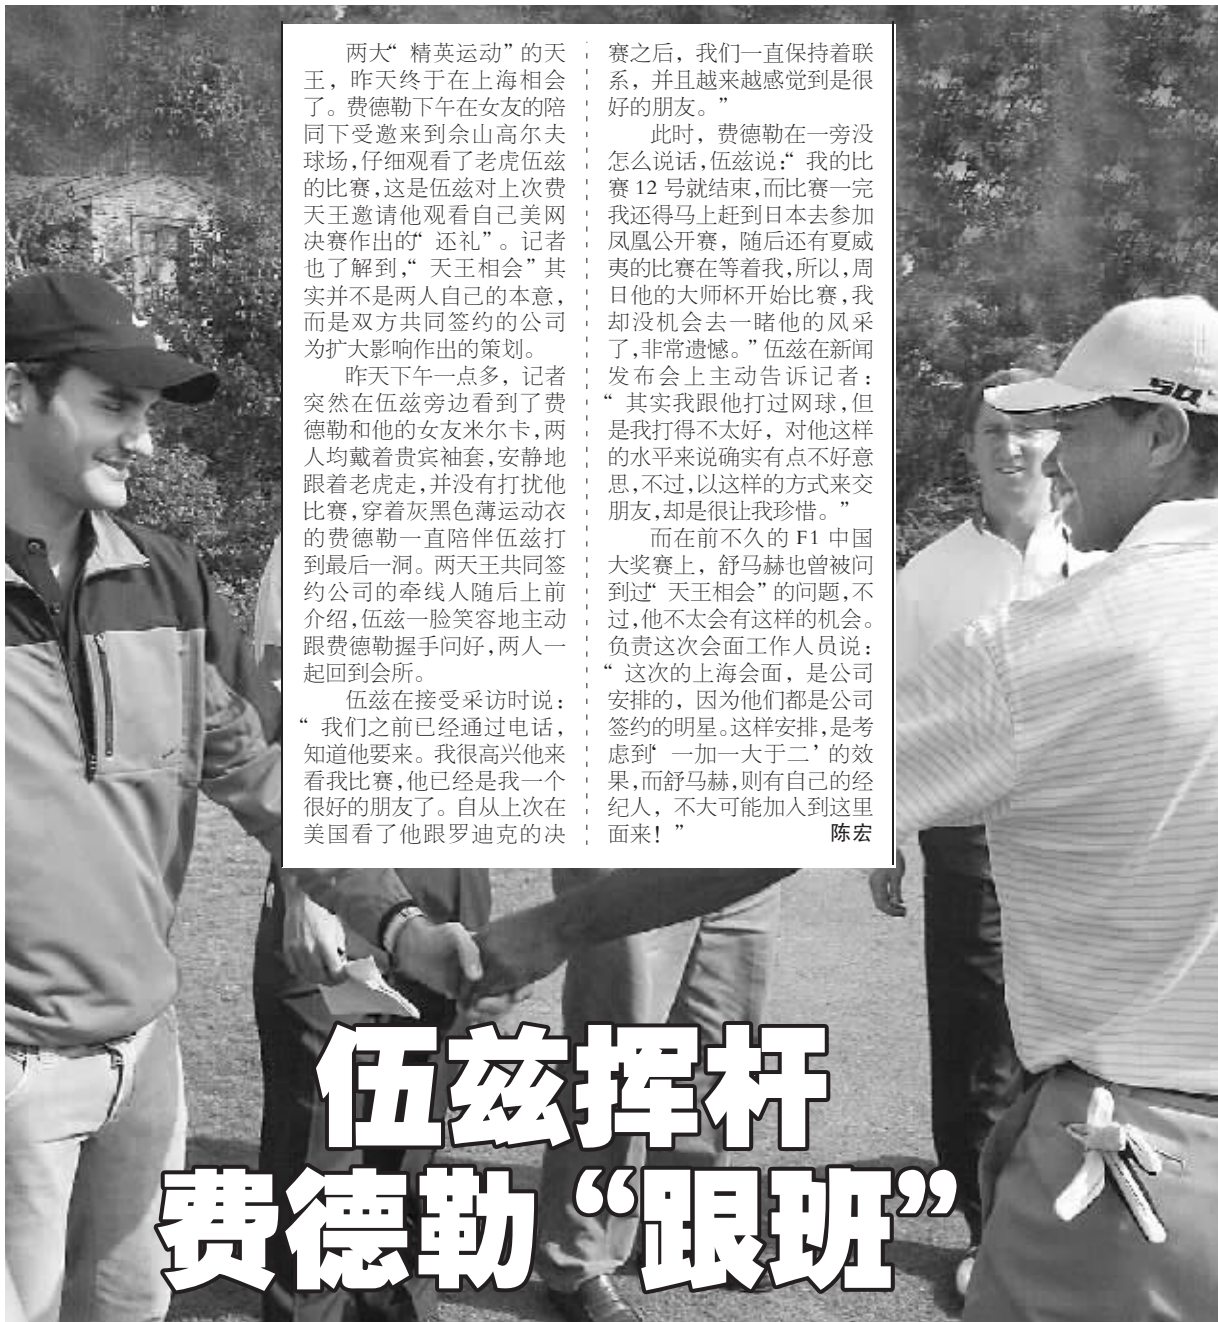 两大“精英运动”的天
王，昨天终于在上海相会
了。费德勒下午在女友的陪
同下受邀来到佘山高尔夫
球场，仔细观看了老虎伍兹
的比赛，这是伍兹对上次费
天王邀请他观看自己美网
决赛作出的“还礼”。记者
也了解到，“天王相会”其
实并不是两人自己的本意，
而是双方共同签约的公司
为扩大影响作出的策划。
昨天下午一点多，记者
突然在伍兹旁边看到了费
德勒和他的女友米尔卡，两
人均戴着贵宾袖套，安静地
跟着老虎走，并没有打扰他
比赛，穿着灰黑色薄运动衣
的费德勒一直陪伴伍兹打
到最后一洞。两天王共同签
约公司的牵线人随后上前
介绍，伍兹一脸笑容地主动
跟费德勒握手问好，两人一
起回到会所。
伍兹在接受采访时说：
“我们之前已经通过电话，
知道他要来。我很高兴他来
看我比赛，他已经是我一个
很好的朋友了。自从上次在
美国看了他跟罗迪克的决
赛之后，我们一直保持着联
系，并且越来越感觉到是很
好的朋友。”
此时，费德勒在一旁没
怎么说话，伍兹说：“我的比
赛12号就结束，而比赛一完
我还得马上赶到日本去参加
凤凰公开赛，随后还有夏威
夷的比赛在等着我，所以，周
日他的大师杯开始比赛，我
却没机会去一睹他的风采
了，非常遗憾。”伍兹在新闻
发布会上主动告诉记者：
“其实我跟他打过网球，但
是我打得不太好，对他这样
的水平来说确实有点不好意
思，不过，以这样的方式来交
朋友，却是很让我珍惜。”
而在前不久的F1中国
大奖赛上，舒马赫也曾被问
到过“天王相会”的问题，不
过，他不太会有这样的机会。
负责这次会面工作人员说：
“这次的上海会面，是公司
安排的，因为他们都是公司
签约的明星。这样安排，是考
虑到‘一加一大于二’的效
果，而舒马赫，则有自己的经
纪人，不大可能加入到这里
面来！”
陈宏
伍兹挥杆
费德勒“跟班”